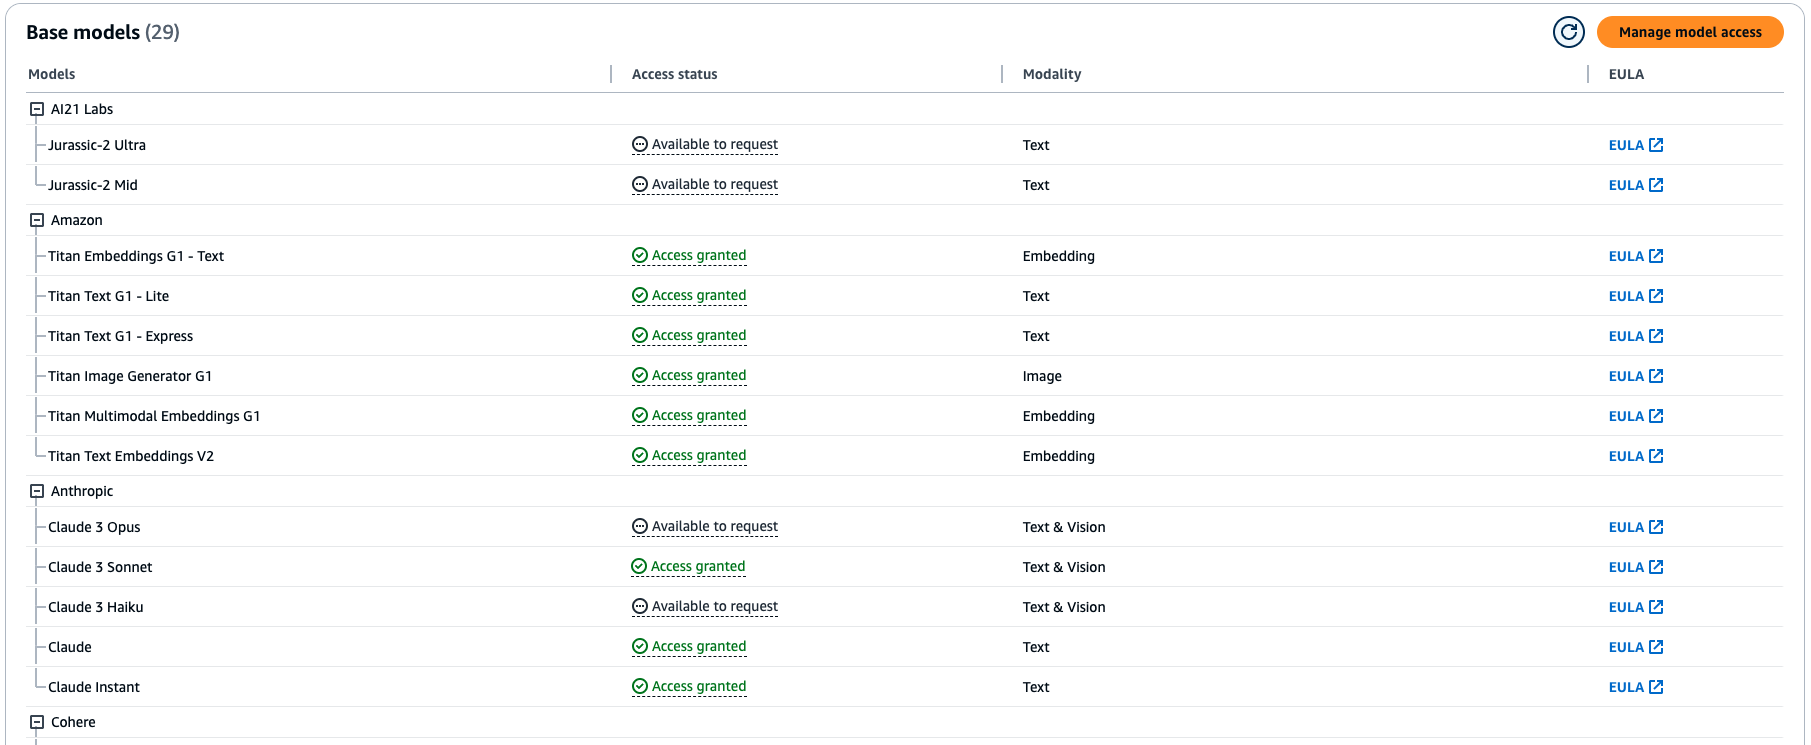 Base models (29)
Manage model access
Models Access status Modality EULA
AI21 Labs
Jurassic-2 Ultra Available to request Text EULA
Jurassic-2 Mid Available to request Text EULA
Amazon
Titan Embeddings G1 - Text Access granted Embedding EULA
Titan Text G1 - Lite Access granted Text EULA
Titan Text G1 - Express Access granted Text EULA
Titan Image Generator G1 Access granted Image EULA
Titan Multimodal Embeddings G1 Access granted Embedding EULA
Titan Text Embeddings V2 Access granted Embedding EULA
Anthropic
Claude 3 Opus Available to request Text & Vision EULA
Claude 3 Sonnet Access granted Text & Vision EULA
Claude 3 Haiku Available to request Text & Vision EULA
Claude Access granted Text EULA
Claude Instant Access granted Text EULA
Cohere